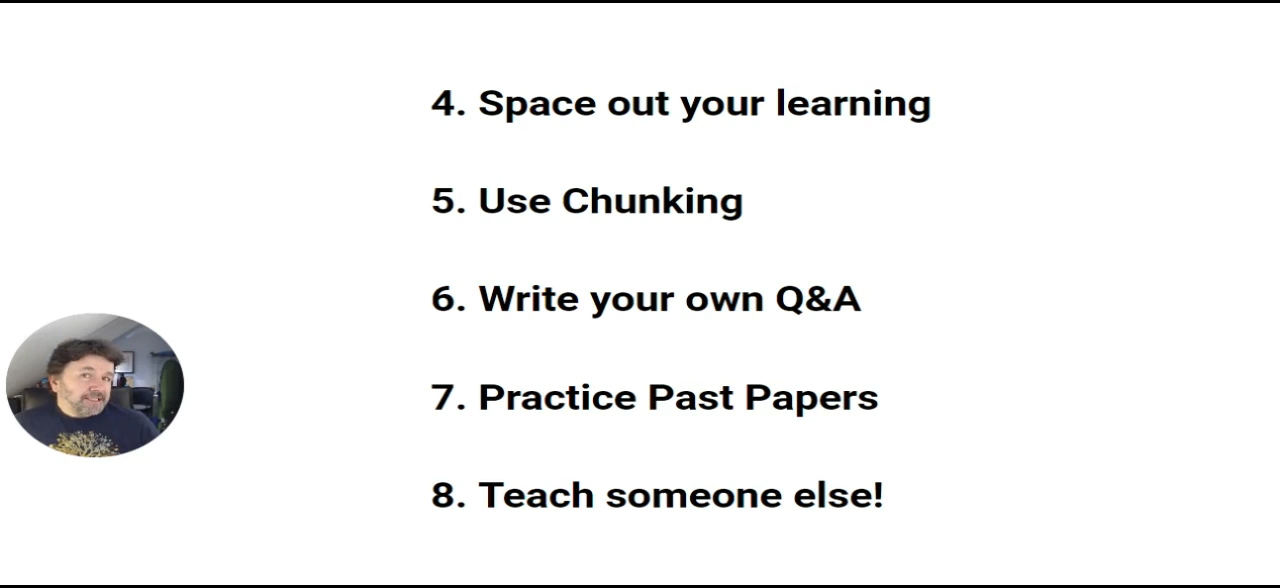 4. Space out your learning
5. Use Chunking
6. Write your own Q&A
7. Practice Past Papers
8. Teach someone else!